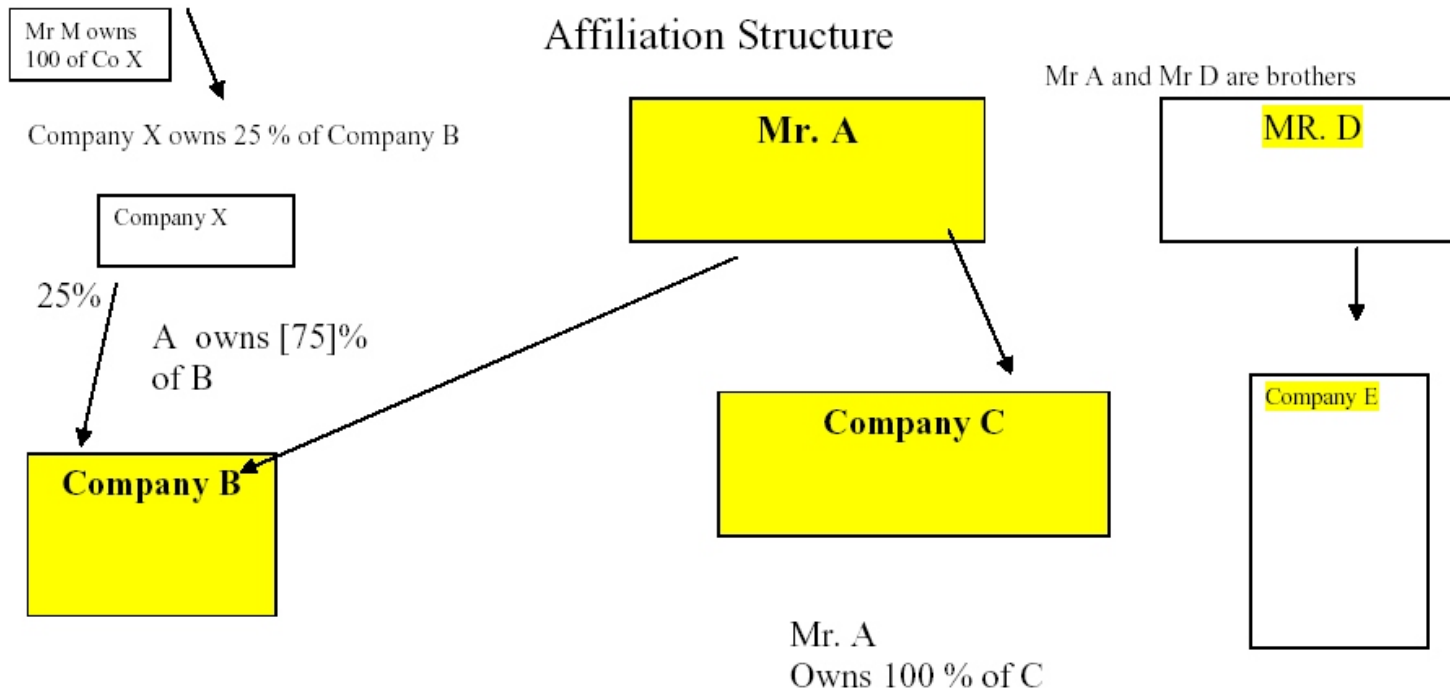 Mr M owns
100 of Co X
Affiliation Structure
Mr A and Mr D are brothers
Company X owns 25 % of Company B
Mr. A
MR. D
Company X
25%
A owns [75]%
of B
Company B
Company C
Company E
Mr. A
Owns 100 % of C